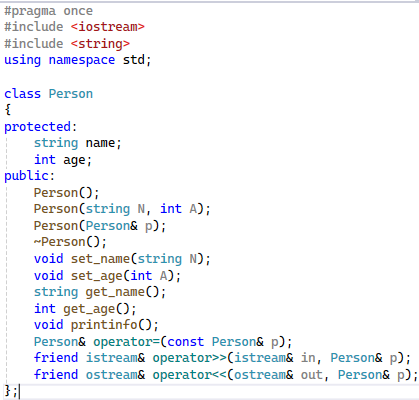 #pragma once
#include <iostream>
#include <string>
using namespace std;
class Person
{
protected:
    string name;
    int age;
public:
    Person();
    Person(string N, int A);
    Person(Person& p);
    ~Person();
    void set_name(string N);
    void set_age(int A);
    string get_name();
    int get_age();
    void printinfo();
    Person& operator=(const Person& p);
    friend istream& operator>>(istream& in, Person& p);
    friend ostream& operator<<(ostream& out, Person& p);
};